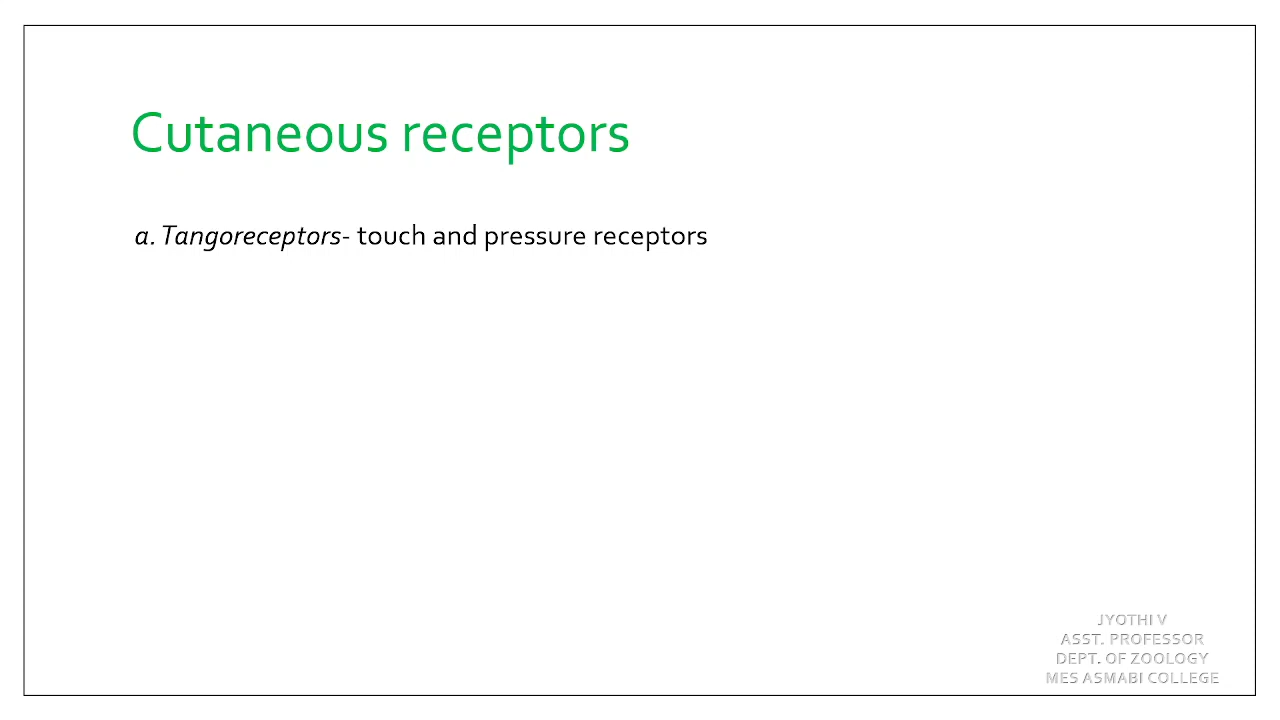 Cutaneous receptors
a. Tangoreceptors- touch and pressure receptors
JYOTHI V
ASST. PROFESSOR
DEPT. OF ZOOLOGY
MES ASMABI COLLEGE